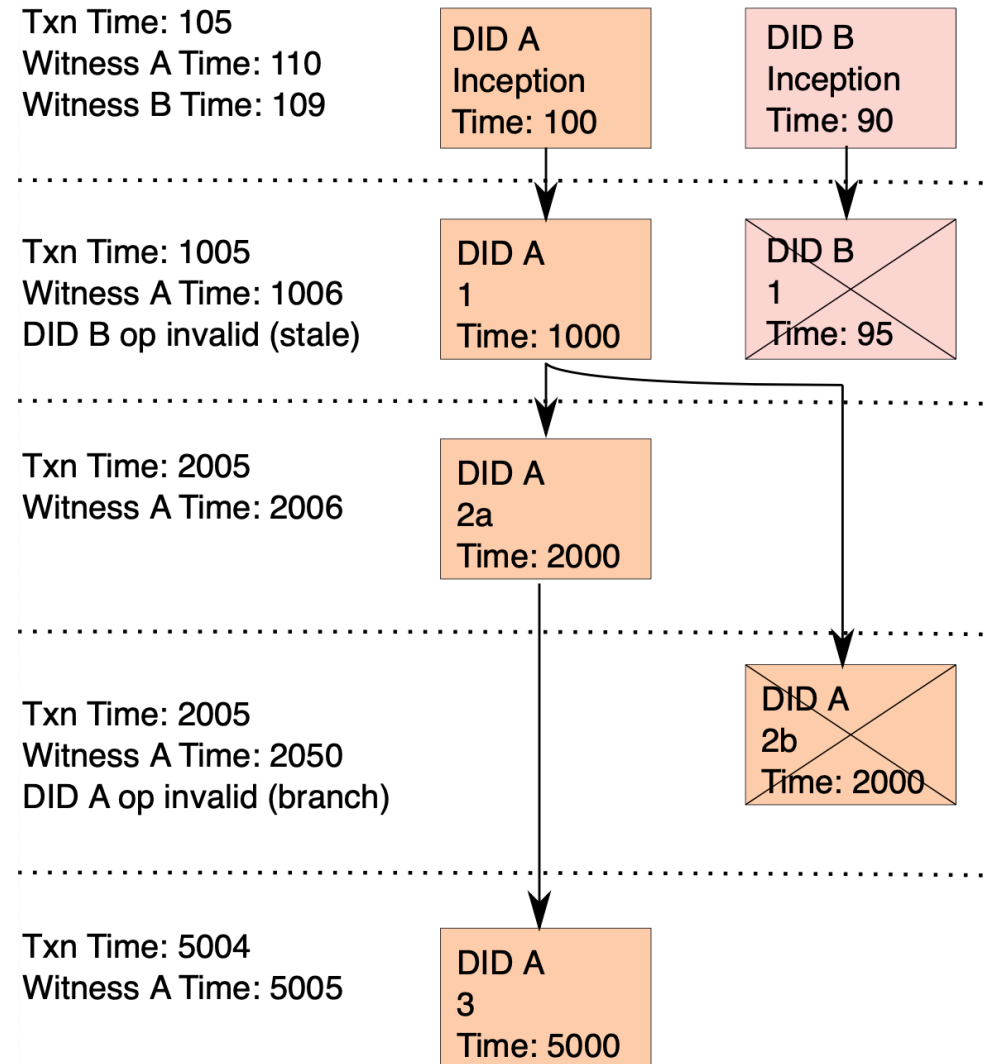 Txn Time: 105
Witness A Time: 110
Witness B Time: 109
DID A
Inception
Time: 100
DID B
Inception
Time: 90
Txn Time: 1005
Witness A Time: 1006
DID B op invalid (stale)
DID A
1
Time: 1000
DID B
1
Time: 95
Txn Time: 2005
Witness A Time: 2006
DID A
2a
Time: 2000
Txn Time: 2005
Witness A Time: 2050
DID A op invalid (branch)
DID A
2b
Time: 2000
Txn Time: 5004
Witness A Time: 5005
DID A
3
Time: 5000